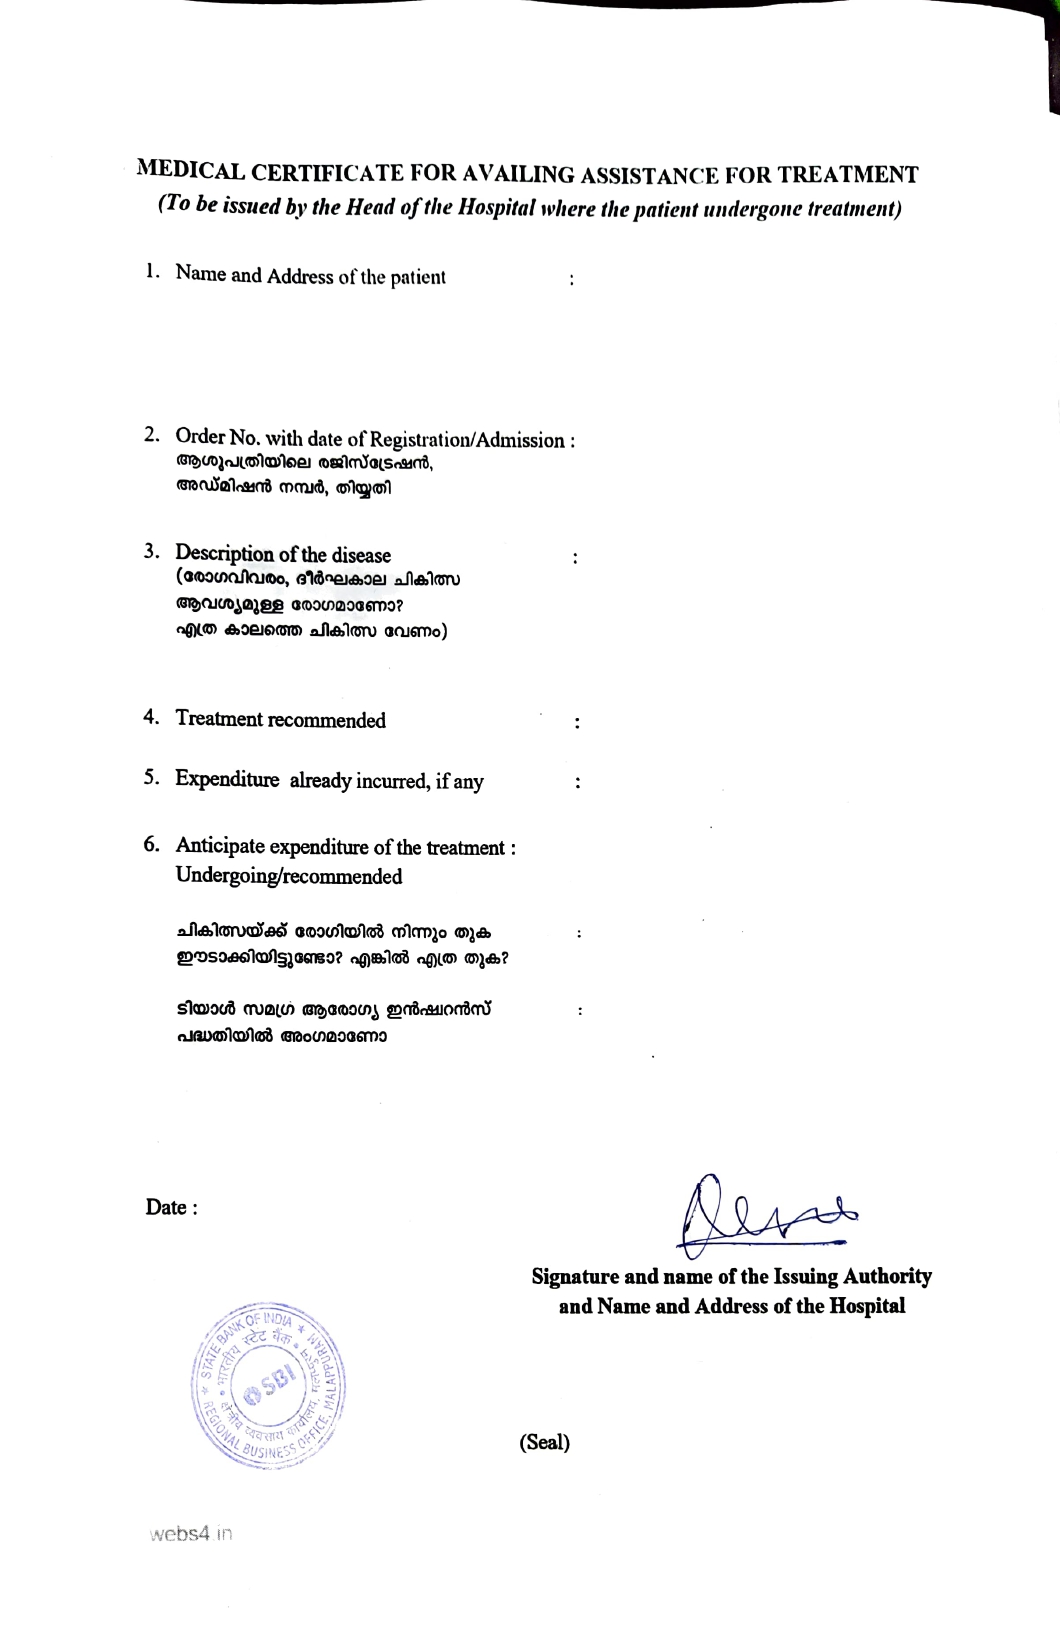 MEDICAL CERTIFICATE FOR AVAILING ASSISTANCE FOR TREATMENT
(To be issued by the Head of the Hospital where the patient undergone treatment)
1. Name and Address of the patient :
2. Order No. with date of Registration/Admission :
ആശുപത്രിയിലെ രജിസ്ട്രേഷൻ,
അഡ്മിഷൻ നമ്പർ, തിയ്യതി
3. Description of the disease :
(രോഗവിവരം, ദീർഘകാല ചികിത്സ
ആവശ്യമുള്ള രോഗമാണോ?
എത്ര കാലത്തെ ചികിത്സ വേണം)
4. Treatment recommended :
5. Expenditure already incurred, if any :
6. Anticipate expenditure of the treatment :
Undergoing/recommended
ചികിത്സയ്ക്ക് രോഗിയിൽ നിന്നും തുക :
ഈടാക്കിയിട്ടുണ്ടോ? എങ്കിൽ എത്ര തുക?
ടിയാൾ സമഗ്ര ആരോഗ്യ ഇൻഷുറൻസ് :
പദ്ധതിയിൽ അംഗമാണോ
Date :
Signature and name of the Issuing Authority
and Name and Address of the Hospital
STATE BANK OF INDIA
भारतीय स्टेट बैंक
SBI
क्षेत्रीय व्यवसाय कार्यालय, मलप्पुरम
REGIONAL BUSINESS OFFICE, MALAPPURAM
(Seal)
webs4.in